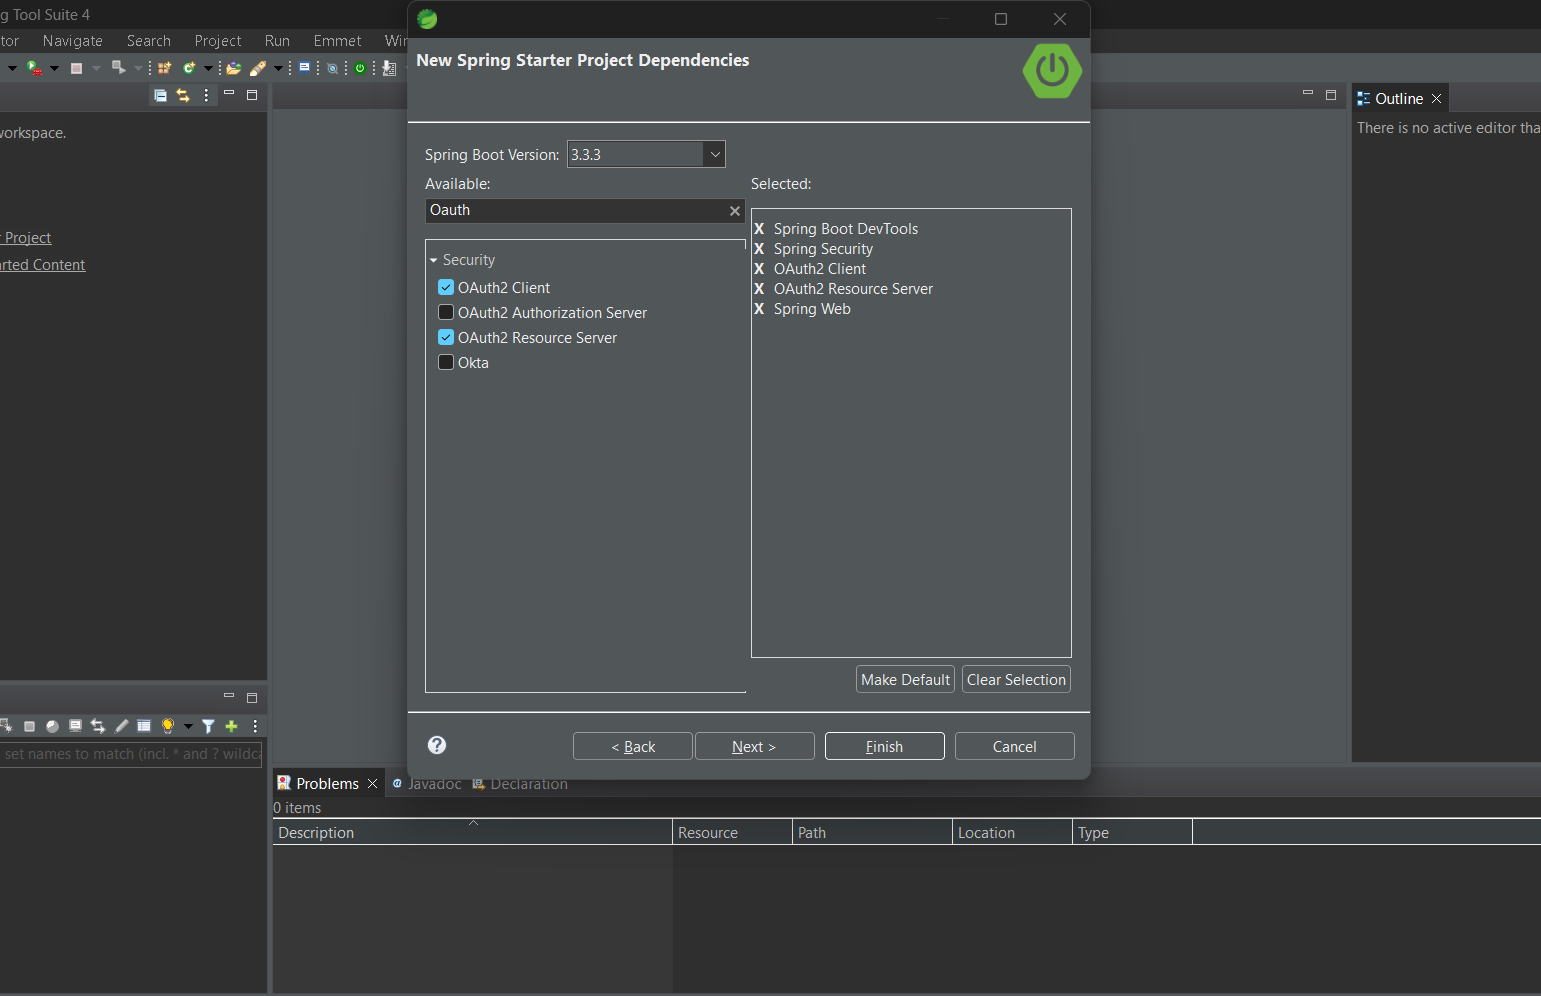 g Tool Suite 4
tor Navigate Search Project Run Emmet Wir
New Spring Starter Project Dependencies
Outline
There is no active editor tha
workspace.
Project
arted Content
Spring Boot Version: 3.3.3
Available:
Selected:
Oauth
Security
OAuth2 Client
OAuth2 Authorization Server
OAuth2 Resource Server
Okta
X Spring Boot DevTools
X Spring Security
X OAuth2 Client
X OAuth2 Resource Server
X Spring Web
Make Default Clear Selection
< Back Next > Finish Cancel
set names to match (incl. * and ? wildca
Problems Javadoc Declaration
0 items
Description Resource Path Location Type